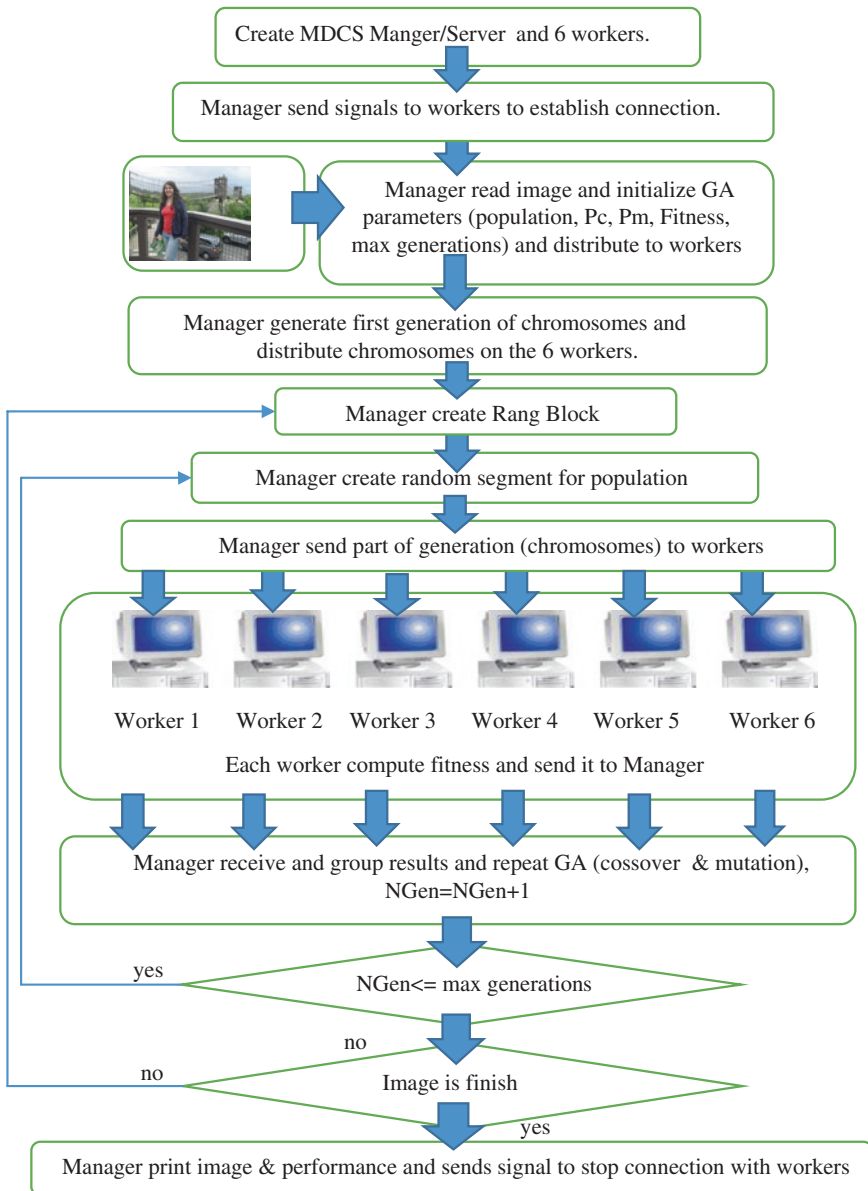 Create MDCS Manger/Server and 6 workers.
Manager send signals to workers to establish connection.
Manager read image and initialize GA
parameters (population, Pc, Pm, Fitness,
max generations) and distribute to workers
Manager generate first generation of chromosomes and
distribute chromosomes on the 6 workers.
Manager create Rang Block
Manager create random segment for population
Manager send part of generation (chromosomes) to workers
Worker 1 Worker 2 Worker 3 Worker 4 Worker 5 Worker 6
Each worker compute fitness and send it to Manager
Manager receive and group results and repeat GA (cossover & mutation),
NGen=NGen+1
yes
NGen<= max generations
no
no
Image is finish
yes
Manager print image & performance and sends signal to stop connection with workers